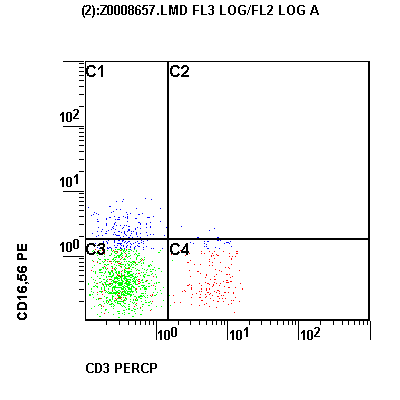 (2):Z0008657.LMD FL3 LOG/FL2 LOG A
C1 C2
10²
10¹
10⁰
C3 C4
CD16,56 PE
10⁰ 10¹ 10²
CD3 PERCP